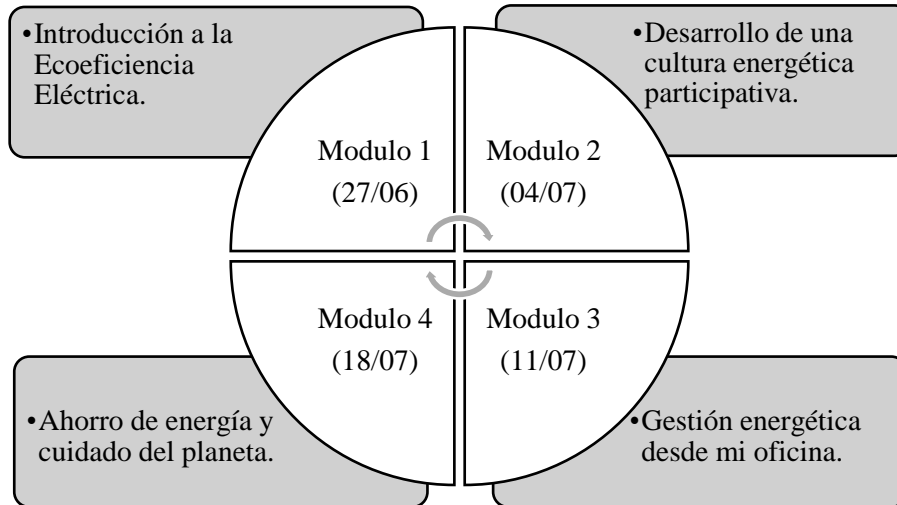 •Introducción a la
Ecoeficiencia
Eléctrica.
•Desarrollo de una
cultura energética
participativa.
Modulo 1
(27/06)
Modulo 2
(04/07)
Modulo 4
(18/07)
Modulo 3
(11/07)
•Ahorro de energía y
cuidado del planeta.
•Gestión energética
desde mi oficina.